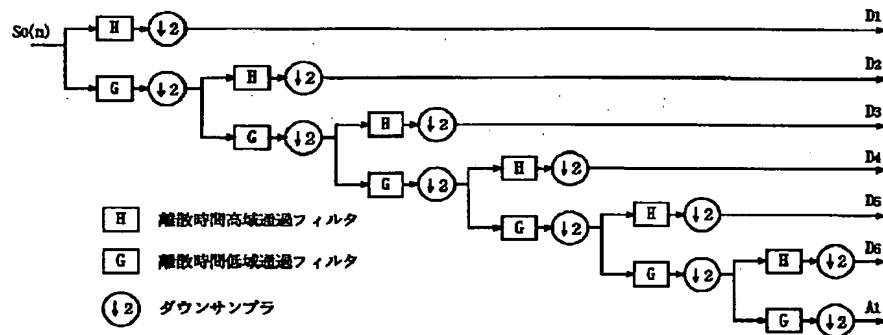 D1
S0(n) H ↓2
D2
G ↓2 H ↓2
D3
G ↓2 H ↓2
D4
G ↓2 H ↓2
D5
G ↓2 H ↓2
D6
G ↓2 H ↓2
A1
G ↓2
H 離散時間高域通過フィルタ
G 離散時間低域通過フィルタ
↓2 ダウンサンプラ